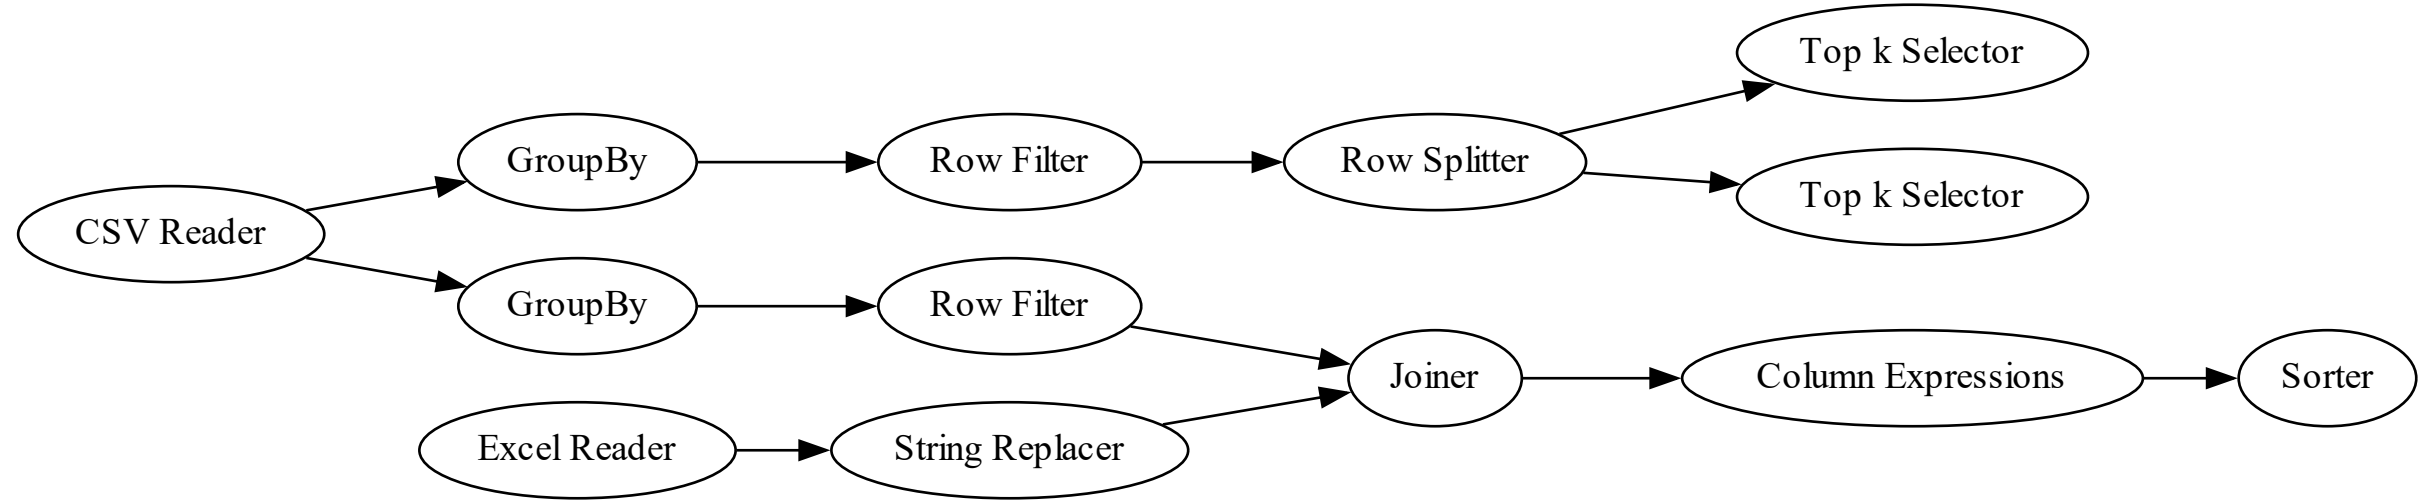 CSV Reader
GroupBy
Row Filter
Row Splitter
Top k Selector
Top k Selector
GroupBy
Row Filter
Excel Reader
String Replacer
Joiner
Column Expressions
Sorter